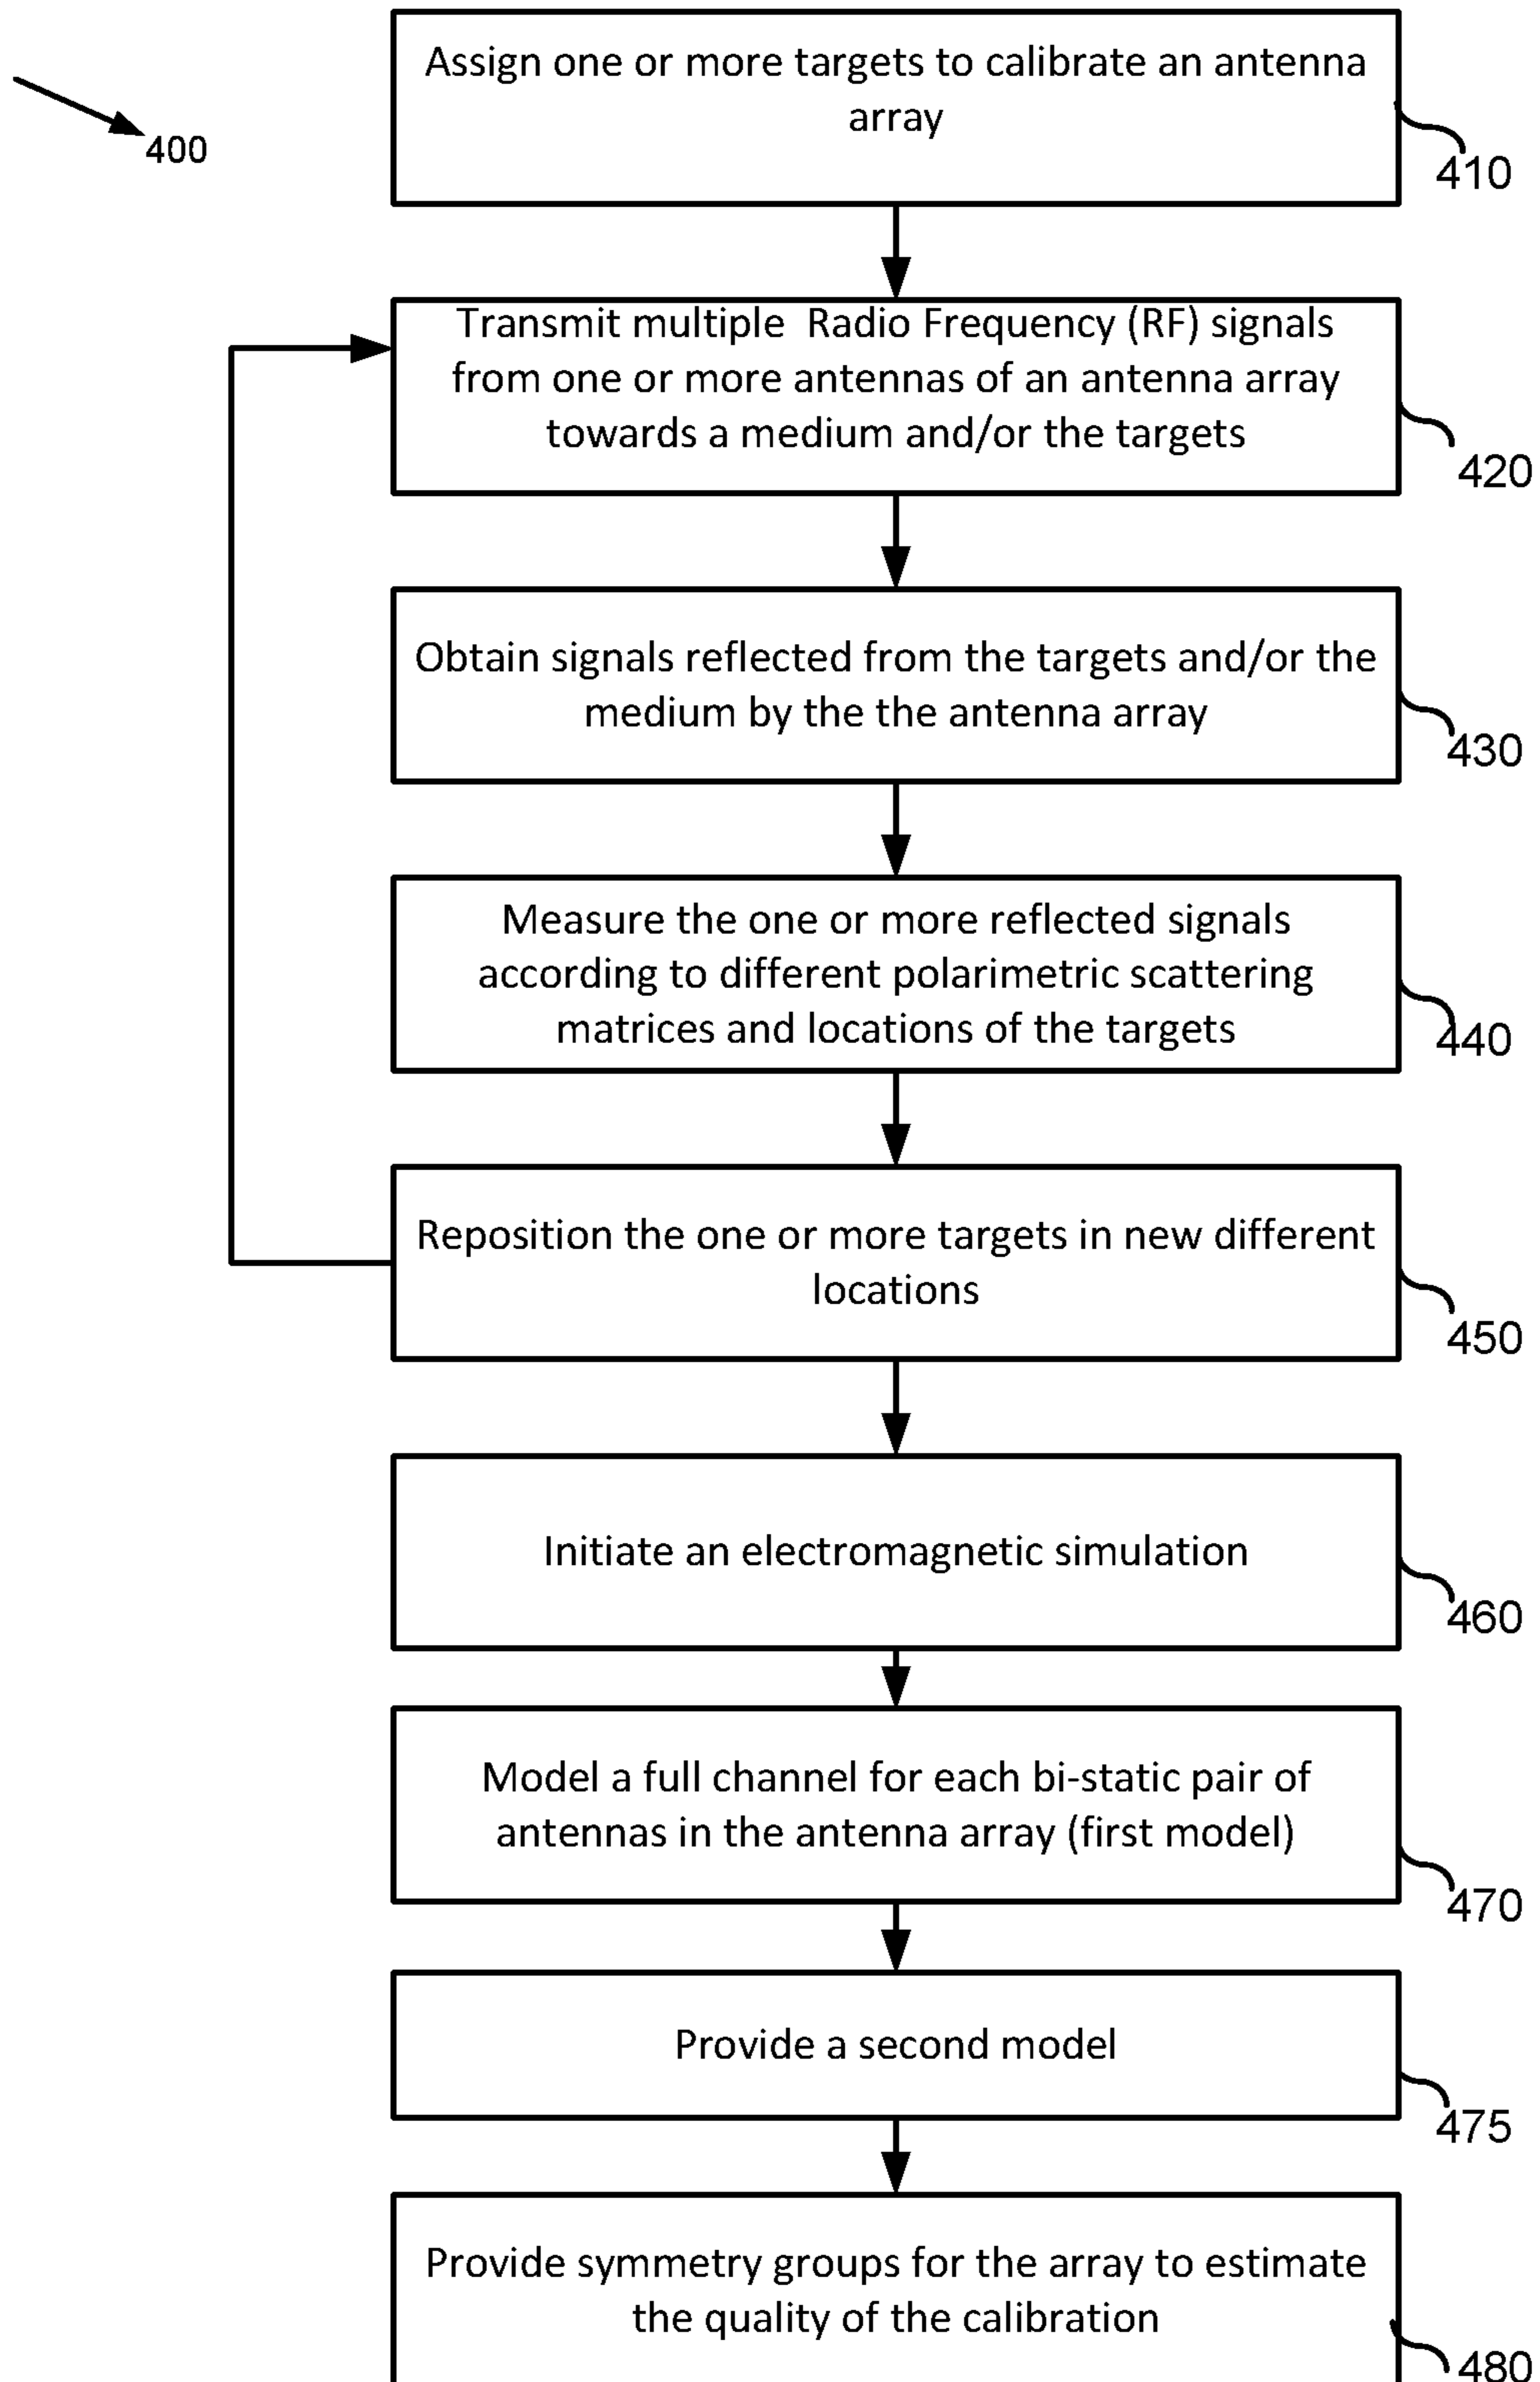 Assign one or more targets to calibrate an antenna
array
400
410
Transmit multiple Radio Frequency (RF) signals
from one or more antennas of an antenna array
towards a medium and/or the targets
420
Obtain signals reflected from the targets and/or the
medium by the the antenna array
430
Measure the one or more reflected signals
according to different polarimetric scattering
matrices and locations of the targets
440
Reposition the one or more targets in new different
locations
450
Initiate an electromagnetic simulation
460
Model a full channel for each bi-static pair of
antennas in the antenna array (first model)
470
Provide a second model
475
Provide symmetry groups for the array to estimate
the quality of the calibration
480